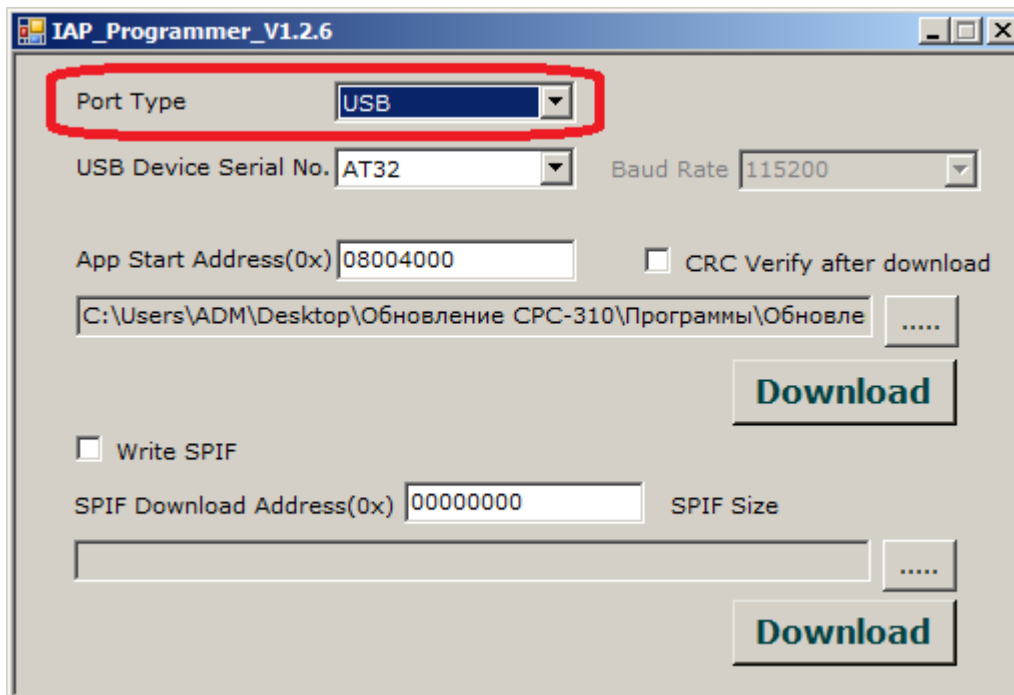 IAP_Programmer_V1.2.6
Port Type USB
USB Device Serial No. AT32 Baud Rate 115200
App Start Address(0x) 08004000 CRC Verify after download
C:\Users\ADM\Desktop\Обновление СРС-310\Программы\Обновле .....
Download
Write SPIF
SPIF Download Address(0x) 00000000 SPIF Size
.....
Download